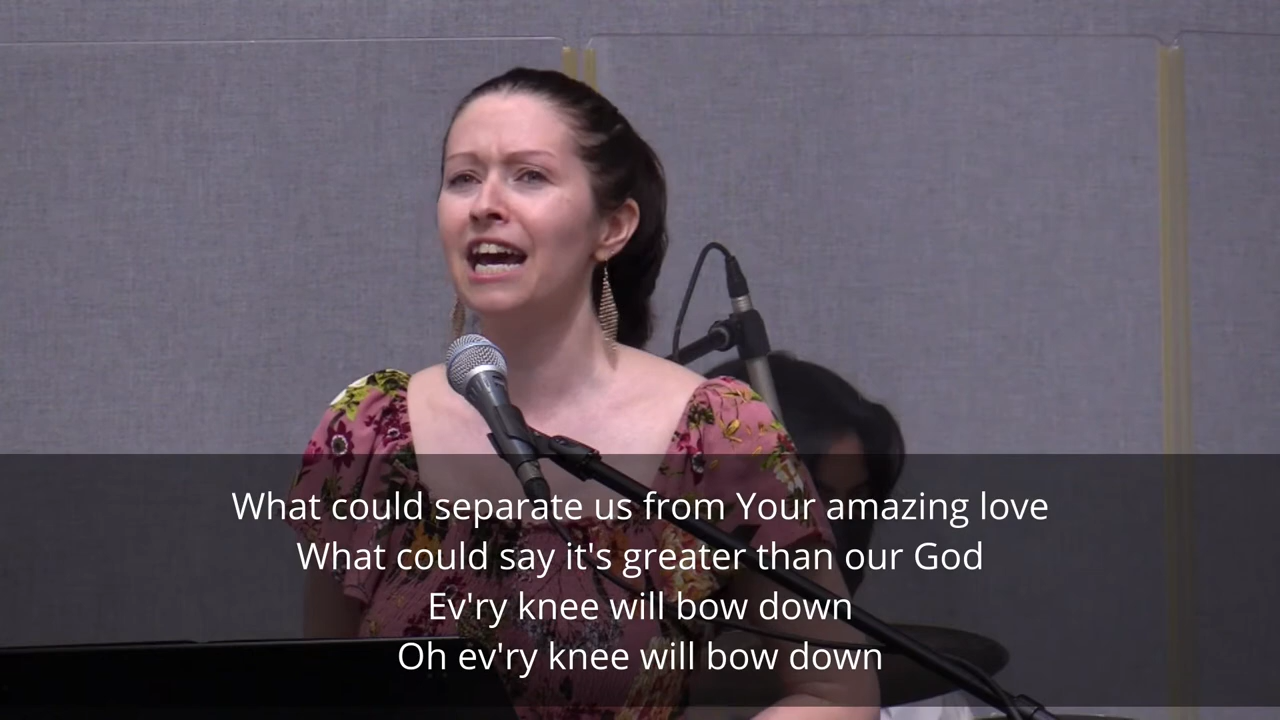 What could separate us from Your amazing love
What could say it's greater than our God
Ev'ry knee will bow down
Oh ev'ry knee will bow down